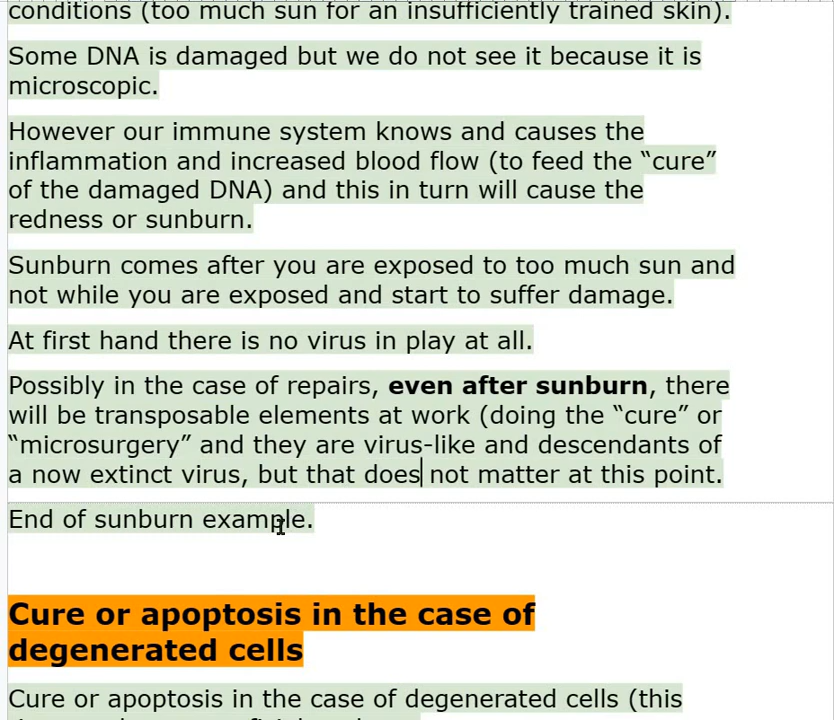 conditions (too much sun for an insufficiently trained skin).
Some DNA is damaged but we do not see it because it is
microscopic.
However our immune system knows and causes the
inflammation and increased blood flow (to feed the “cure”
of the damaged DNA) and this in turn will cause the
redness or sunburn.
Sunburn comes after you are exposed to too much sun and
not while you are exposed and start to suffer damage.
At first hand there is no virus in play at all.
Possibly in the case of repairs, even after sunburn, there
will be transposable elements at work (doing the “cure” or
“microsurgery” and they are virus-like and descendants of
a now extinct virus, but that does not matter at this point.
End of sunburn example.
Cure or apoptosis in the case of
degenerated cells
Cure or apoptosis in the case of degenerated cells (this